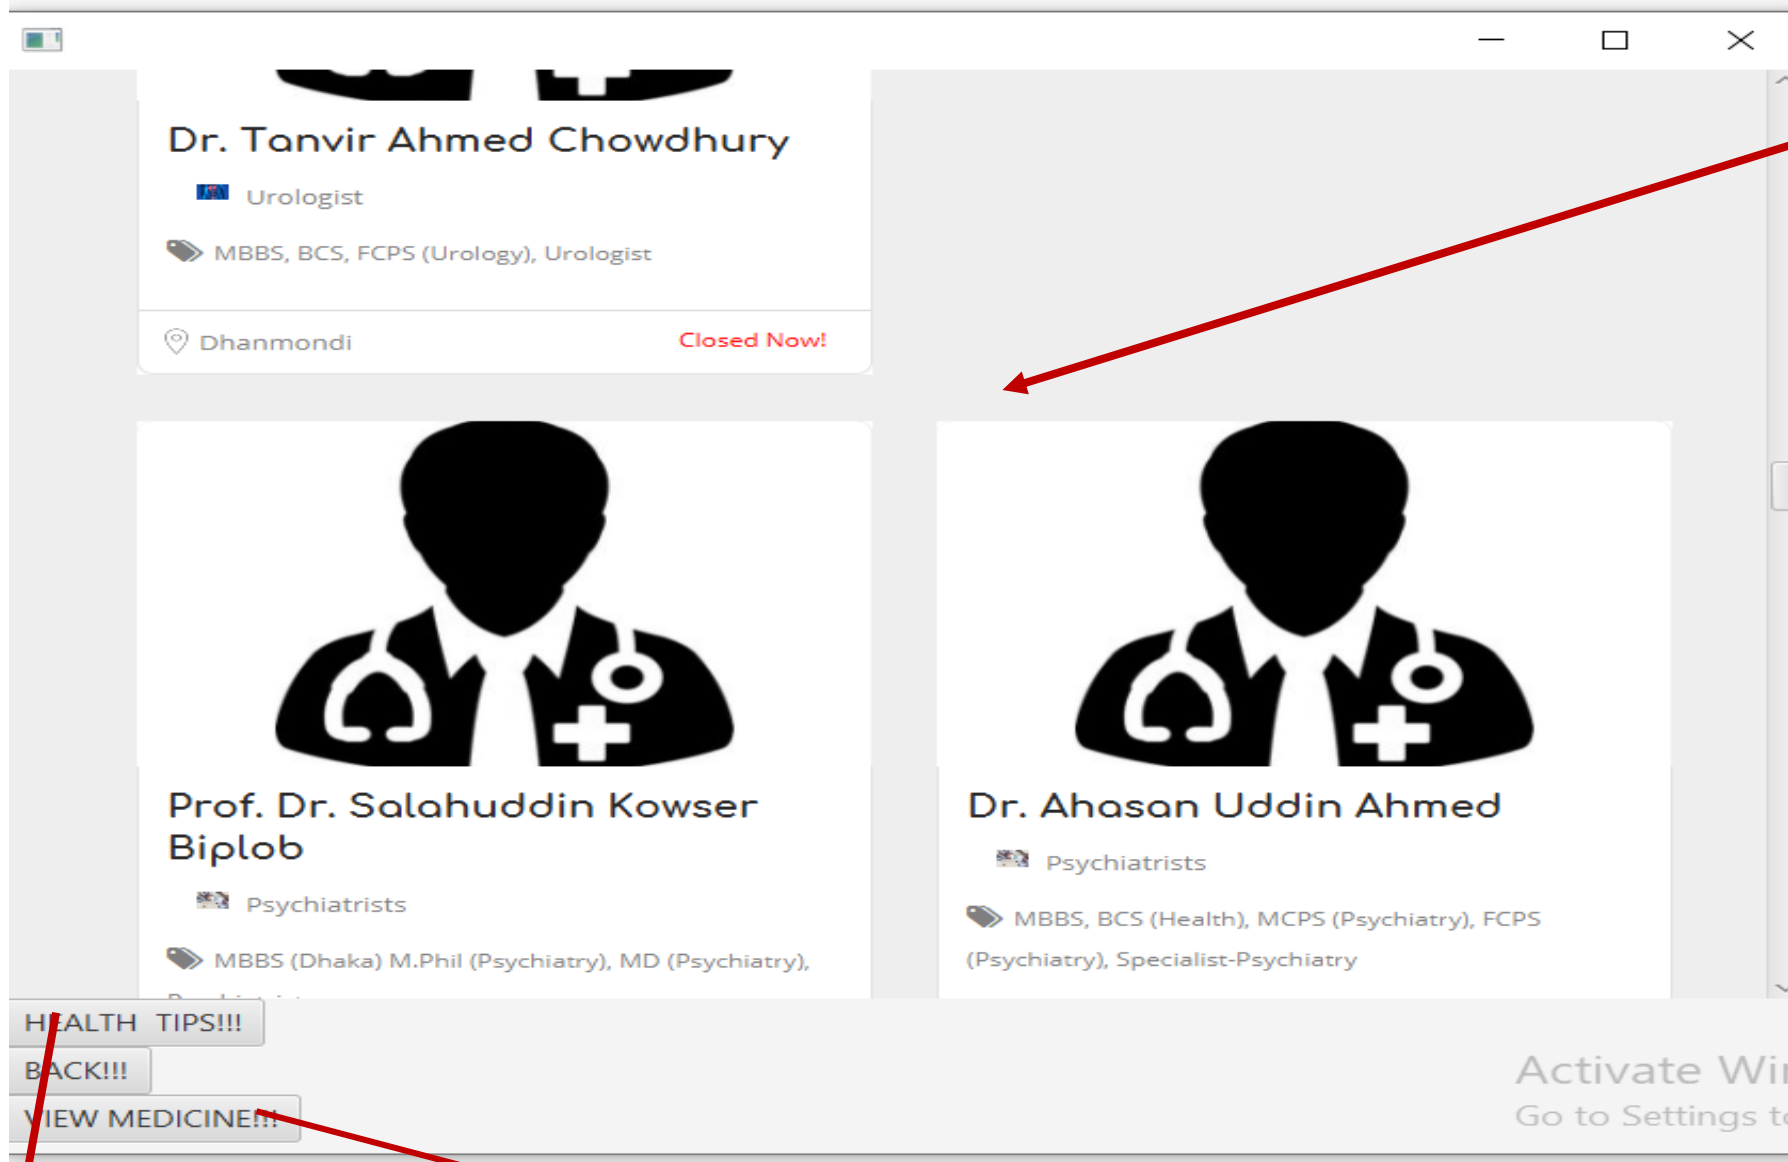 Dr. Tanvir Ahmed Chowdhury
Urologist
MBBS, BCS, FCPS (Urology), Urologist
Dhanmondi
Closed Now!
Prof. Dr. Salahuddin Kowser
Biplob
Psychiatrists
MBBS (Dhaka) M.Phil (Psychiatry), MD (Psychiatry),
Dr. Ahasan Uddin Ahmed
Psychiatrists
MBBS, BCS (Health), MCPS (Psychiatry), FCPS
(Psychiatry), Specialist-Psychiatry
HEALTH TIPS!!!
BACK!!!
VIEW MEDICINE!!!
Activate
Go to Settings